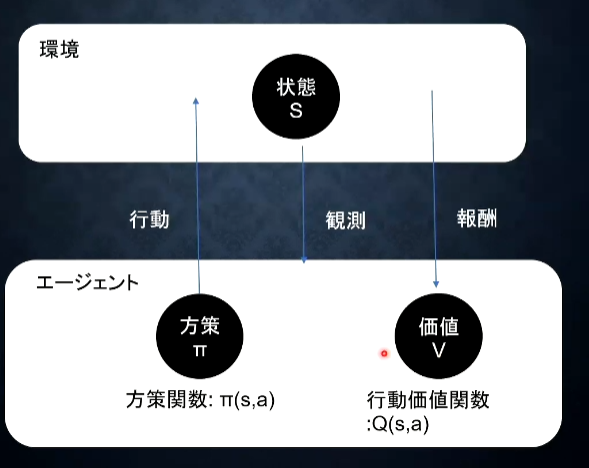 環境
状態
S
行動
観測
報酬
エージェント
方策
π
価値
V
方策関数: π(s,a)
行動価値関数
:Q(s,a)